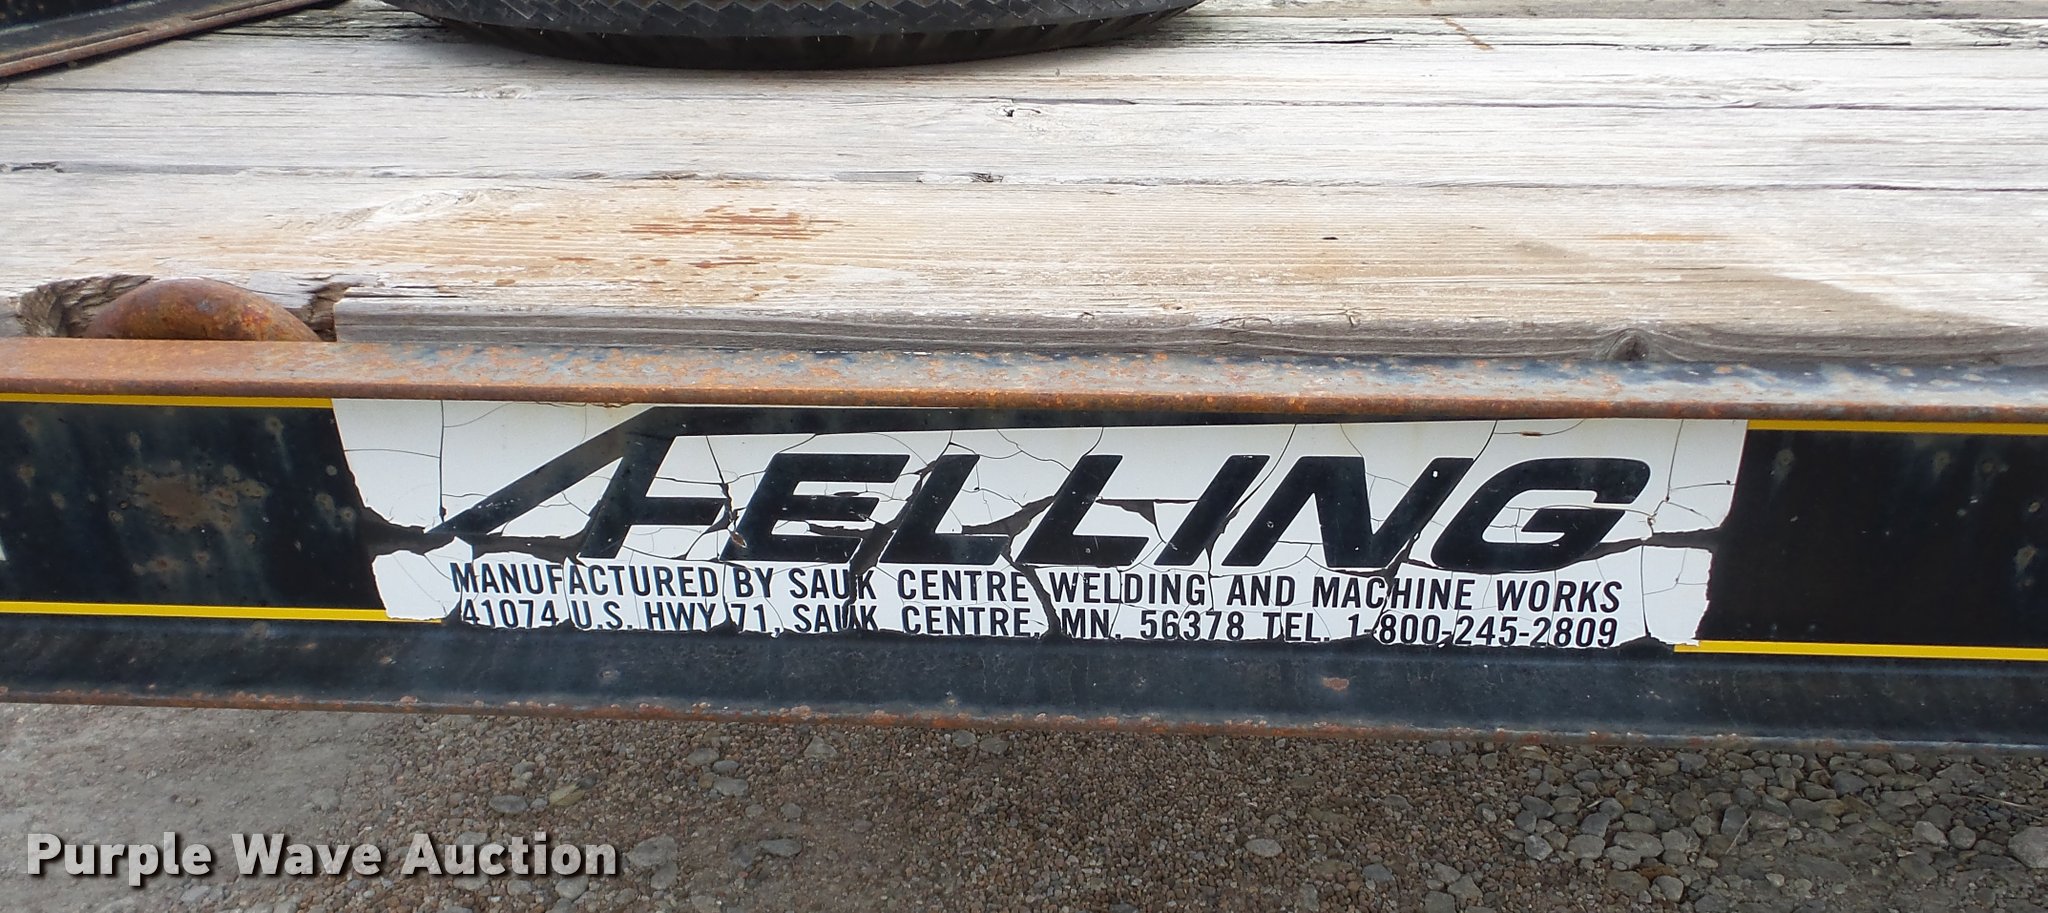 FELLING
MANUFACTURED BY SAUK CENTRE WELDING AND MACHINE WORKS
41074 U.S. HWY 71, SAUK CENTRE, MN. 56378 TEL. 1-800-245-2809
Purple Wave Auction